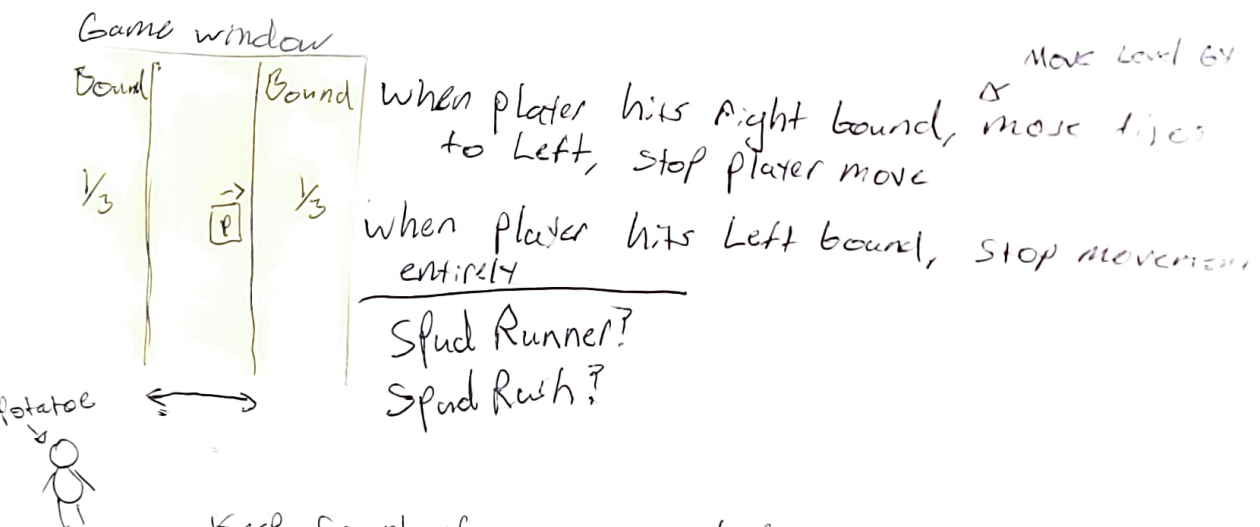 Game window
Move Level by
Bound
Bound
when player hits right bound, move tiles
to Left, stop player move
1/3
P
1/3
when player hits Left bound, stop movement
entirely
Spud Runner?
Spud Rush?
Potatoe
Keep